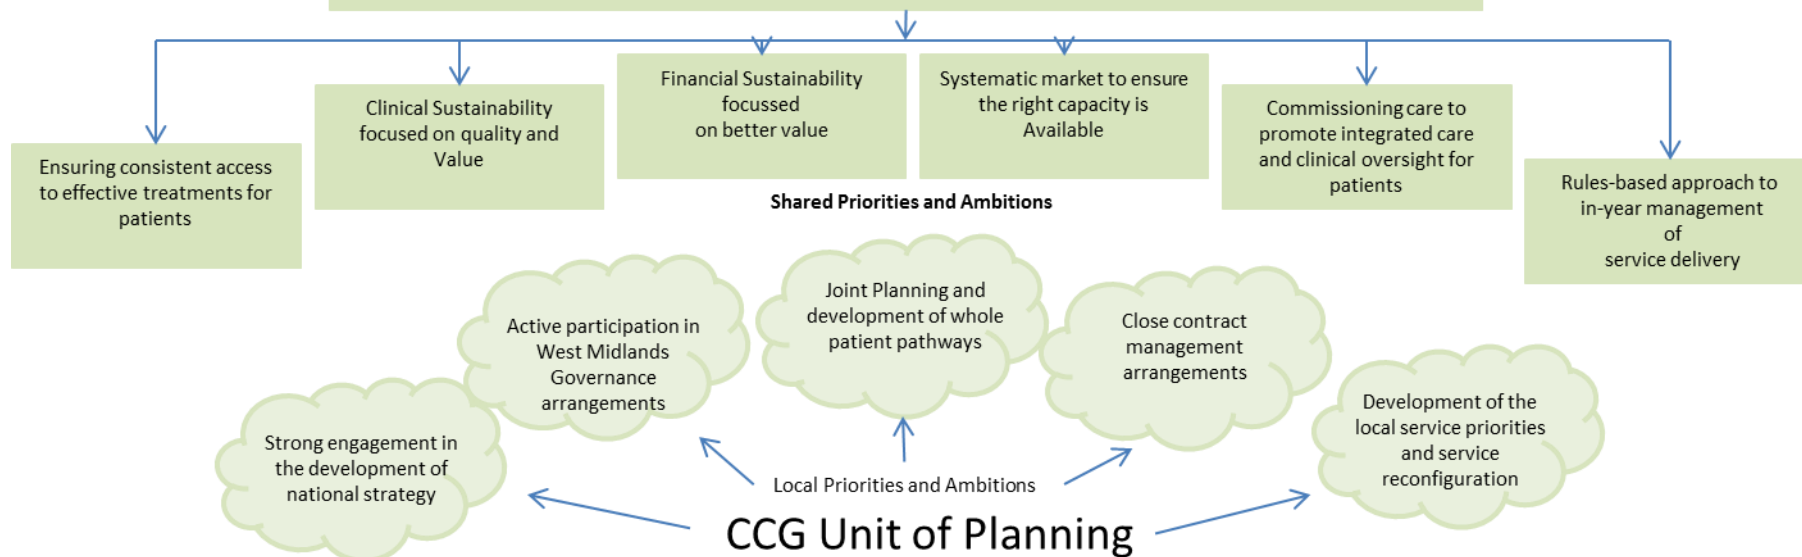 Ensuring consistent access
to effective treatments for
patients
Clinical Sustainability
focused on quality and
Value
Financial Sustainability
focussed
on better value
Systematic market to ensure
the right capacity is
Available
Commissioning care to
promote integrated care
and clinical oversight for
patients
Rules-based approach to
in-year management
of
service delivery
Shared Priorities and Ambitions
Strong engagement in
the development of
national strategy
Active participation in
West Midlands
Governance
arrangements
Joint Planning and
development of whole
patient pathways
Close contract
management
arrangements
Development of the
local service priorities
and service
reconfiguration
Local Priorities and Ambitions
CCG Unit of Planning